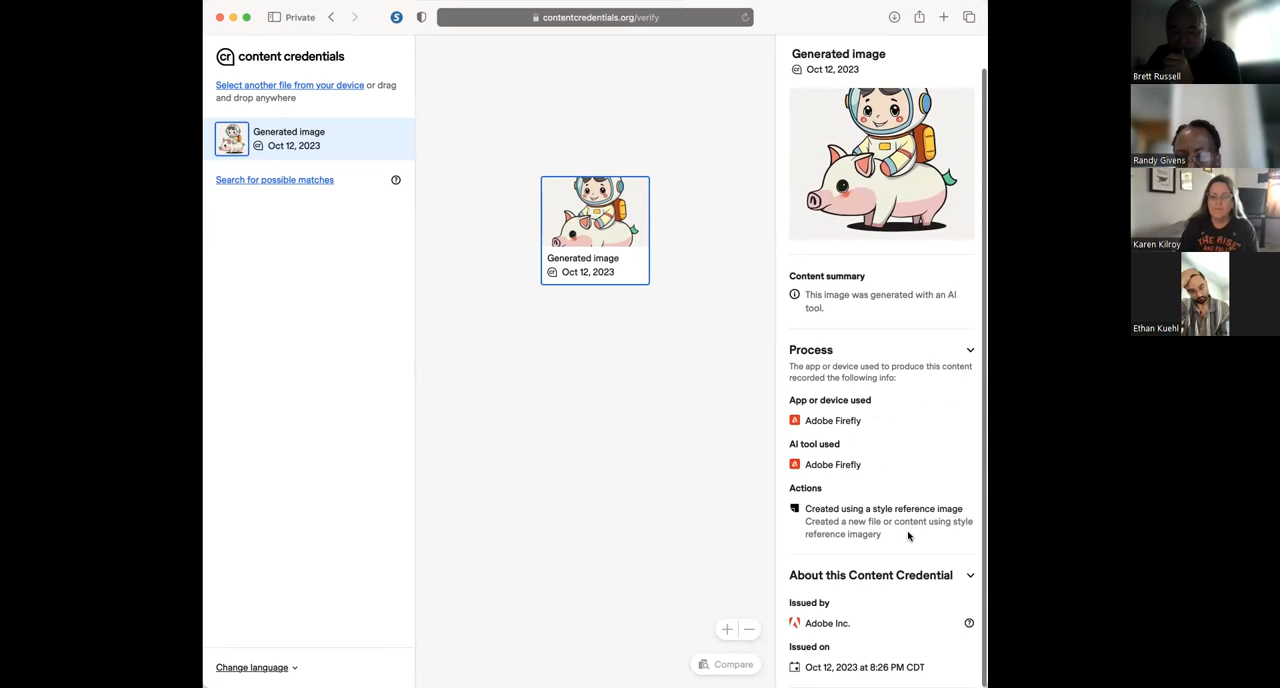 Private
contentcredentials.org/verify
cr content credentials
Select another file from your device or drag
and drop anywhere
Generated image
cr Oct 12, 2023
Search for possible matches
Change language
Generated image
cr Oct 12, 2023
Compare
Generated image
cr Oct 12, 2023
Content summary
This image was generated with an AI
tool.
Process
The app or device used to produce this content
recorded the following info:
App or device used
Adobe Firefly
AI tool used
Adobe Firefly
Actions
Created using a style reference image
Created a new file or content using style
reference imagery
About this Content Credential
Issued by
Adobe Inc.
Issued on
Oct 12, 2023 at 8:26 PM CDT
Brett Russell
Randy Givens
Karen Kilroy
THE RISE
Ethan Kuehl